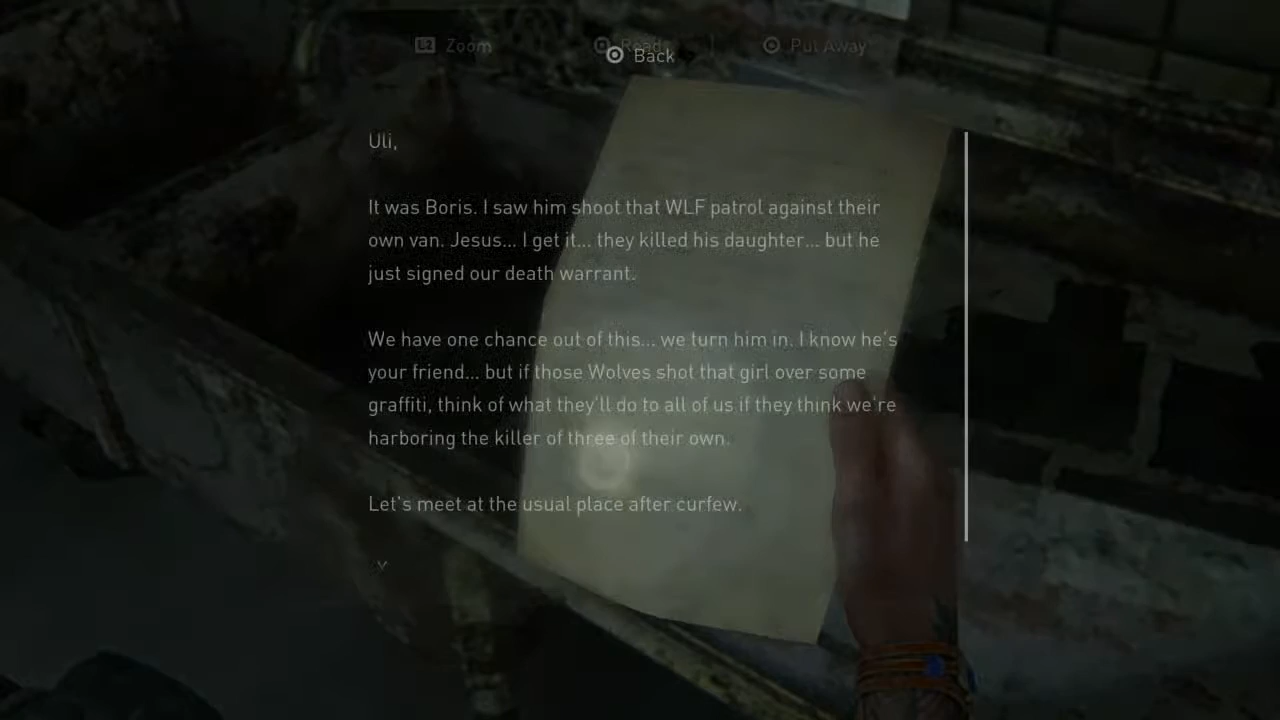 L2 Zoom
Read
Put Away
Back
Uli,
It was Boris. I saw him shoot that WLF patrol against their
own van. Jesus... I get it... they killed his daughter... but he
just signed our death warrant.
We have one chance out of this... we turn him in. I know he's
your friend... but if those Wolves shot that girl over some
graffiti, think of what they'll do to all of us if they think we're
harboring the killer of three of their own.
Let's meet at the usual place after curfew.